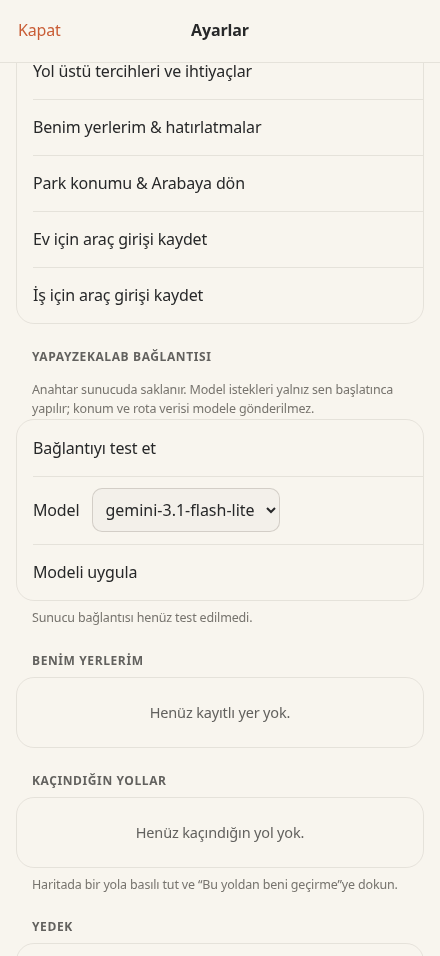 Kapat
Ayarlar
Yol üstü tercihleri ve ihtiyaçlar
Benim yerlerim & hatırlatmalar
Park konumu & Arabaya dön
Ev için araç girişi kaydet
İş için araç girişi kaydet
YAPAYZEKALAB BAĞLANTISI
Anahtar sunucuda saklanır. Model istekleri yalnız sen başlatınca
yapılır; konum ve rota verisi modele gönderilmez.
Bağlantıyı test et
Model gemini-3.1-flash-lite
Modeli uygula
Sunucu bağlantısı henüz test edilmedi.
BENİM YERLERİM
Henüz kayıtlı yer yok.
KAÇINDIĞIN YOLLAR
Henüz kaçındığın yol yok.
Haritada bir yola basılı tut ve “Bu yoldan beni geçirme”ye dokun.
YEDEK